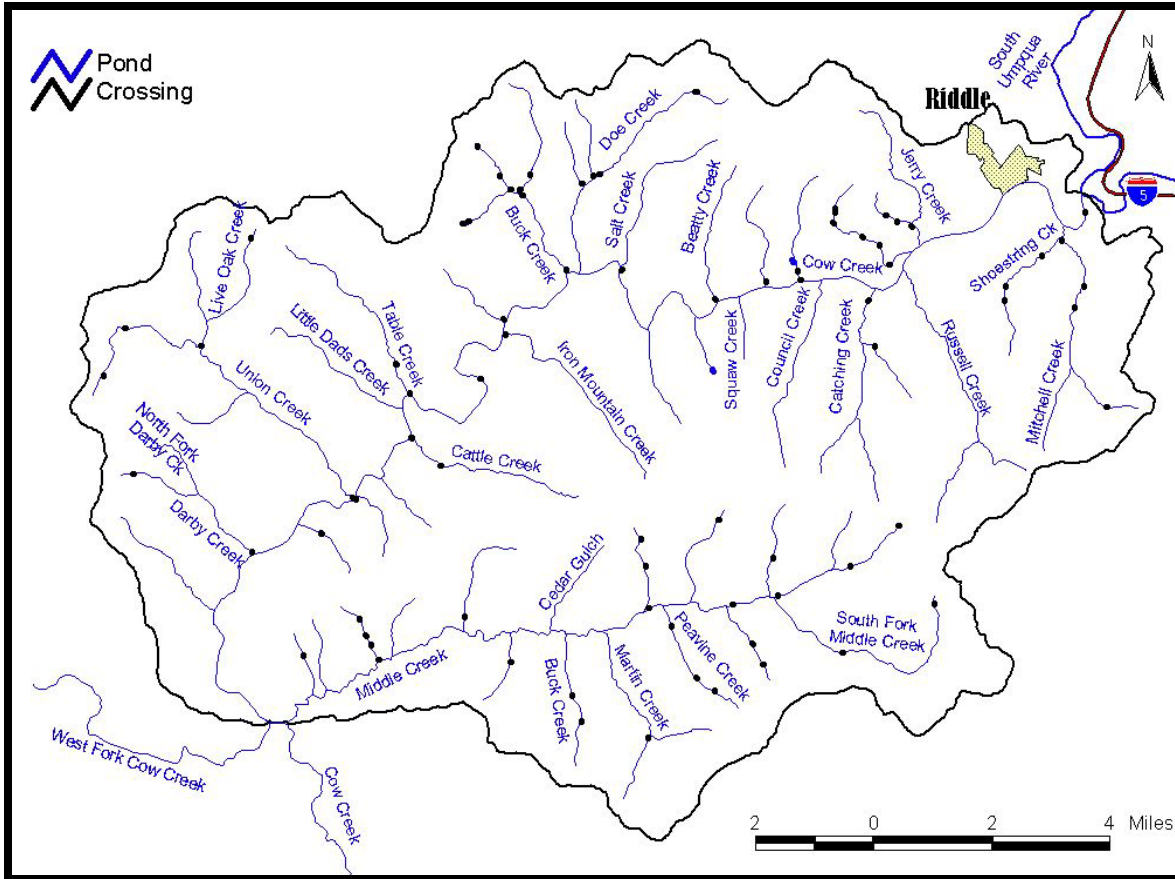 Pond
Crossing
South
Umpqua
River
N
Riddle
5
Doe Creek
Jerry Creek
Salt Creek
Beatty Creek
Buck Creek
Live Oak Creek
Shoestring Ck
Cow Creek
Table Creek
Little Dads Creek
Squaw Creek
Council Creek
Catching Creek
Russell Creek
Mitchell Creek
Iron Mountain Creek
Union Creek
North Fork
Darby Ck
Cattle Creek
Darby Creek
Cedar Gulch
South Fork
Middle Creek
Peavine Creek
Martin Creek
Middle Creek
Buck Creek
West Fork Cow Creek
Cow Creek
2 0 2 4 Miles